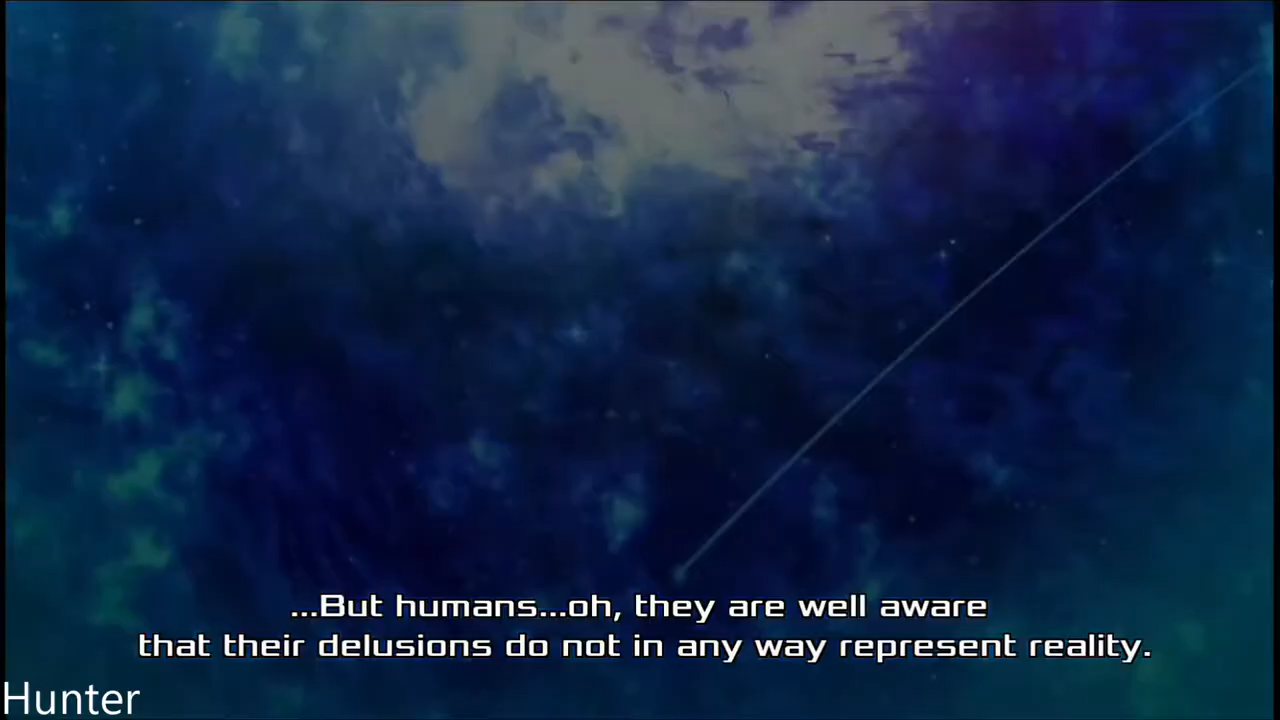 ...But humans...oh, they are well aware
that their delusions do not in any way represent reality.
Hunter